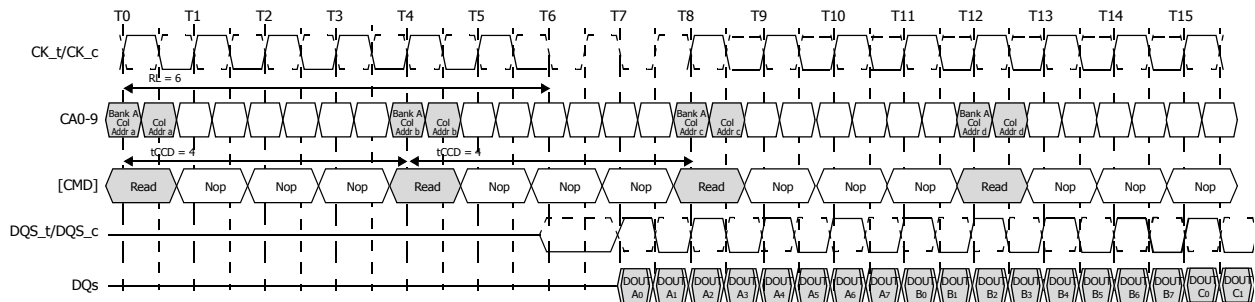 T0 T1 T2 T3 T4 T5 T6 T7 T8 T9 T10 T11 T12 T13 T14 T15
CK_t/CK_c
RL = 6
CA0-9
Bank A Col Addr a
Col Addr a
Bank A Col Addr b
Col Addr b
Bank A Col Addr c
Col Addr c
Bank A Col Addr d
Col Addr d
tCCD = 4 tCCD = 4
[CMD] Read Nop Nop Nop Read Nop Nop Nop Read Nop Nop Nop Read Nop Nop Nop
DQS_t/DQS_c
DQs
DOUT A0
DOUT A1
DOUT A2
DOUT A3
DOUT A4
DOUT A5
DOUT A6
DOUT A7
DOUT B0
DOUT B1
DOUT B2
DOUT B3
DOUT B4
DOUT B5
DOUT B6
DOUT B7
DOUT C0
DOUT C1